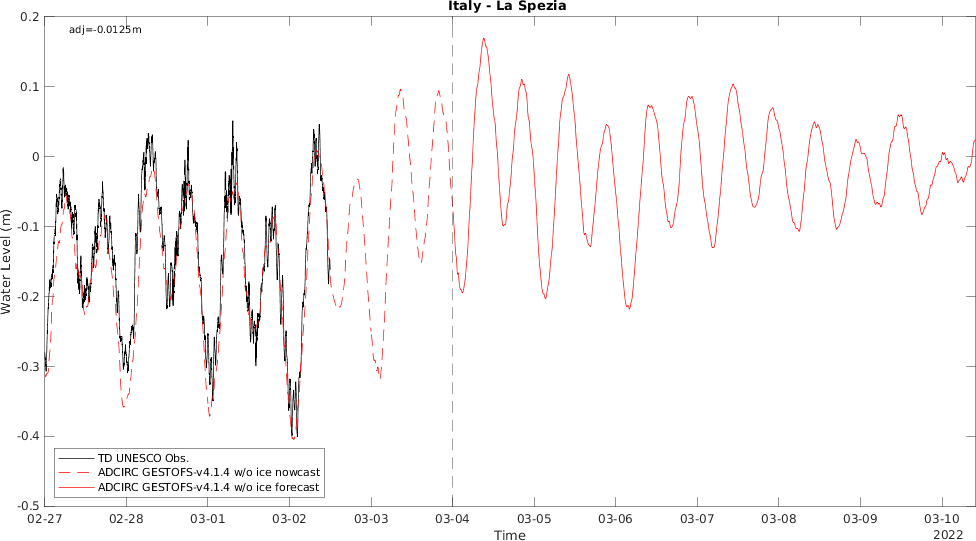 Italy - La Spezia
adj=-0.0125m
0.2
0.1
0
-0.1
-0.2
-0.3
-0.4
-0.5
Water Level (m)
TD UNESCO Obs.
ADCIRC GESTOFS-v4.1.4 w/o ice nowcast
ADCIRC GESTOFS-v4.1.4 w/o ice forecast
02-27 02-28 03-01 03-02 03-03 03-04 03-05 03-06 03-07 03-08 03-09 03-10
Time
2022